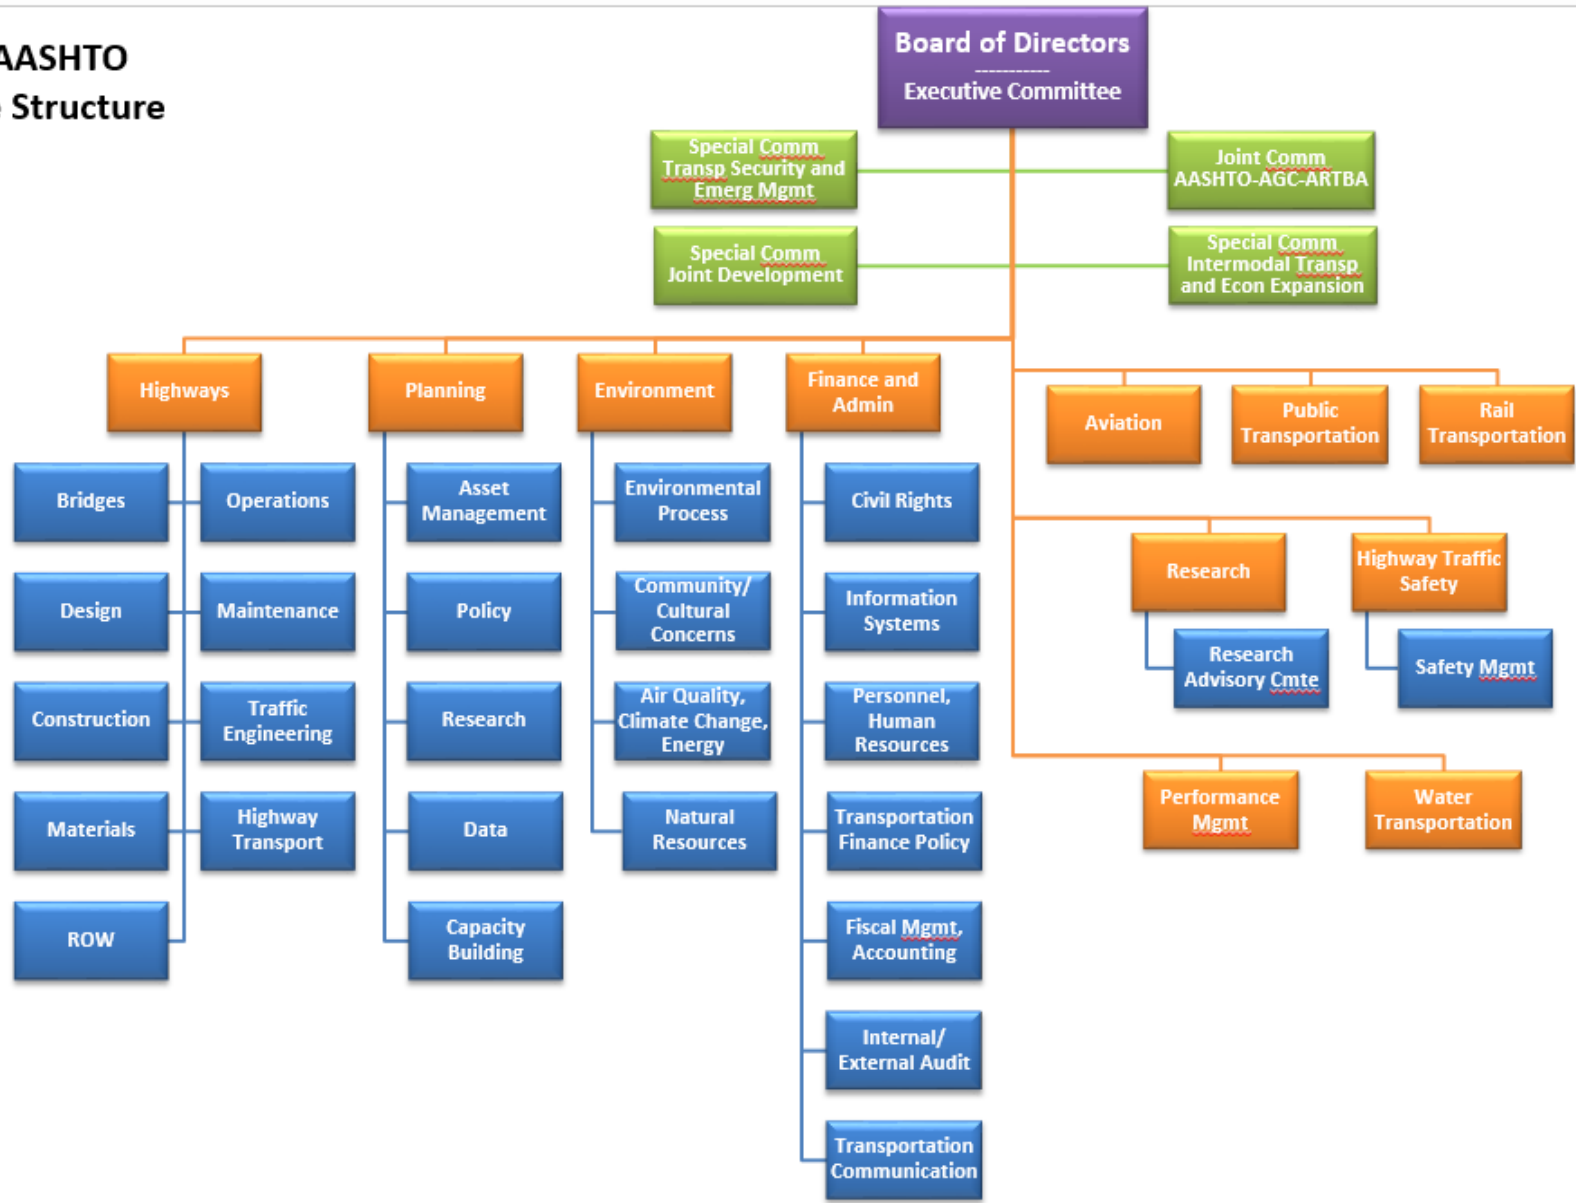 AASHTO
Structure
Board of Directors
-----------
Executive Committee
Special Comm
Transp Security and
Emerg Mgmt
Joint Comm
AASHTO-AGC-ARTBA
Special Comm
Joint Development
Special Comm
Intermodal Transp
and Econ Expansion
Highways
Planning
Environment
Finance and
Admin
Aviation
Public
Transportation
Rail
Transportation
Bridges
Operations
Asset
Management
Environmental
Process
Civil Rights
Design
Maintenance
Policy
Community/
Cultural
Concerns
Information
Systems
Research
Highway Traffic
Safety
Research
Advisory Cmte
Safety Mgmt
Construction
Traffic
Engineering
Research
Air Quality,
Climate Change,
Energy
Personnel,
Human
Resources
Materials
Highway
Transport
Data
Natural
Resources
Transportation
Finance Policy
Performance
Mgmt
Water
Transportation
ROW
Capacity
Building
Fiscal Mgmt,
Accounting
Internal/
External Audit
Transportation
Communication